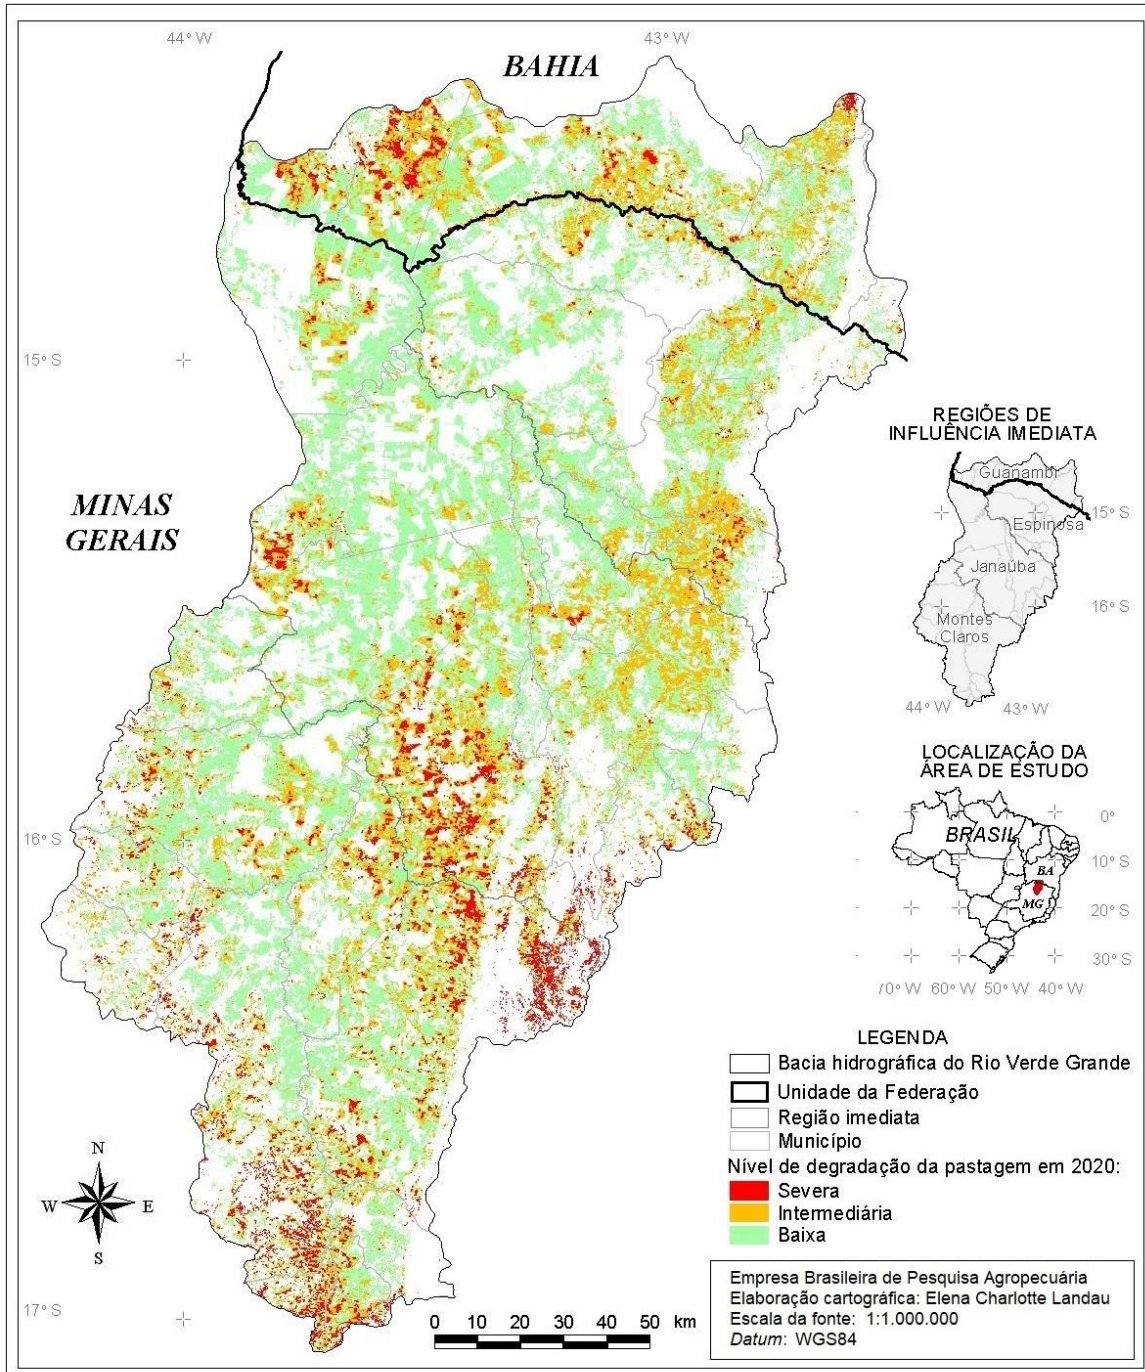 44° W
43° W
BAHIA
15° S
MINAS
GERAIS
16° S
17° S
REGIÕES DE
INFLUÊNCIA IMEDIATA
Guanambi
15° S
Espinosa
Janaúba
16° S
Montes
Claros
44° W
43° W
LOCALIZAÇÃO DA
ÁREA DE ESTUDO
0°
BRASIL
10° S
BA
MG
20° S
30° S
70° W 60° W 50° W 40° W
LEGENDA
Bacia hidrográfica do Rio Verde Grande
Unidade da Federação
Região imediata
Município
Nível de degradação da pastagem em 2020:
Severa
Intermediária
Baixa
N
W E
S
0 10 20 30 40 50 km
Empresa Brasileira de Pesquisa Agropecuária
Elaboração cartográfica: Elena Charlotte Landau
Escala da fonte: 1:1.000.000
Datum: WGS84